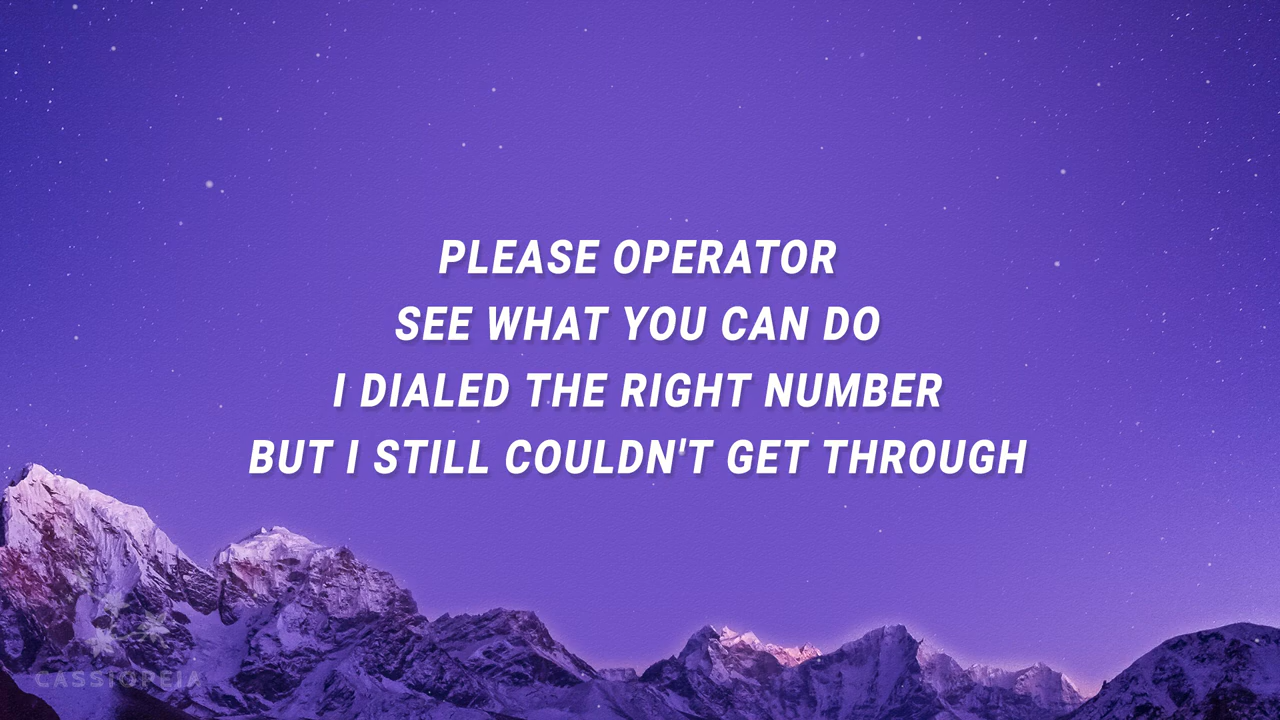 PLEASE OPERATOR
SEE WHAT YOU CAN DO
I DIALED THE RIGHT NUMBER
BUT I STILL COULDN'T GET THROUGH
CASSIOPEIA